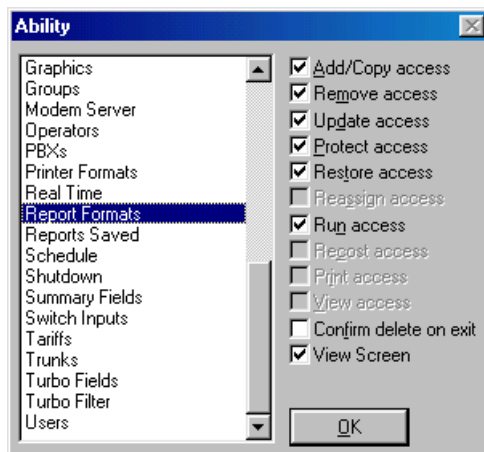 Ability
Graphics
Groups
Modem Server
Operators
PBXs
Printer Formats
Real Time
Report Formats
Reports Saved
Schedule
Shutdown
Summary Fields
Switch Inputs
Tariffs
Trunks
Turbo Fields
Turbo Filter
Users
Add/Copy access
Remove access
Update access
Protect access
Restore access
Reassign access
Run access
Recost access
Print access
View access
Confirm delete on exit
View Screen
OK